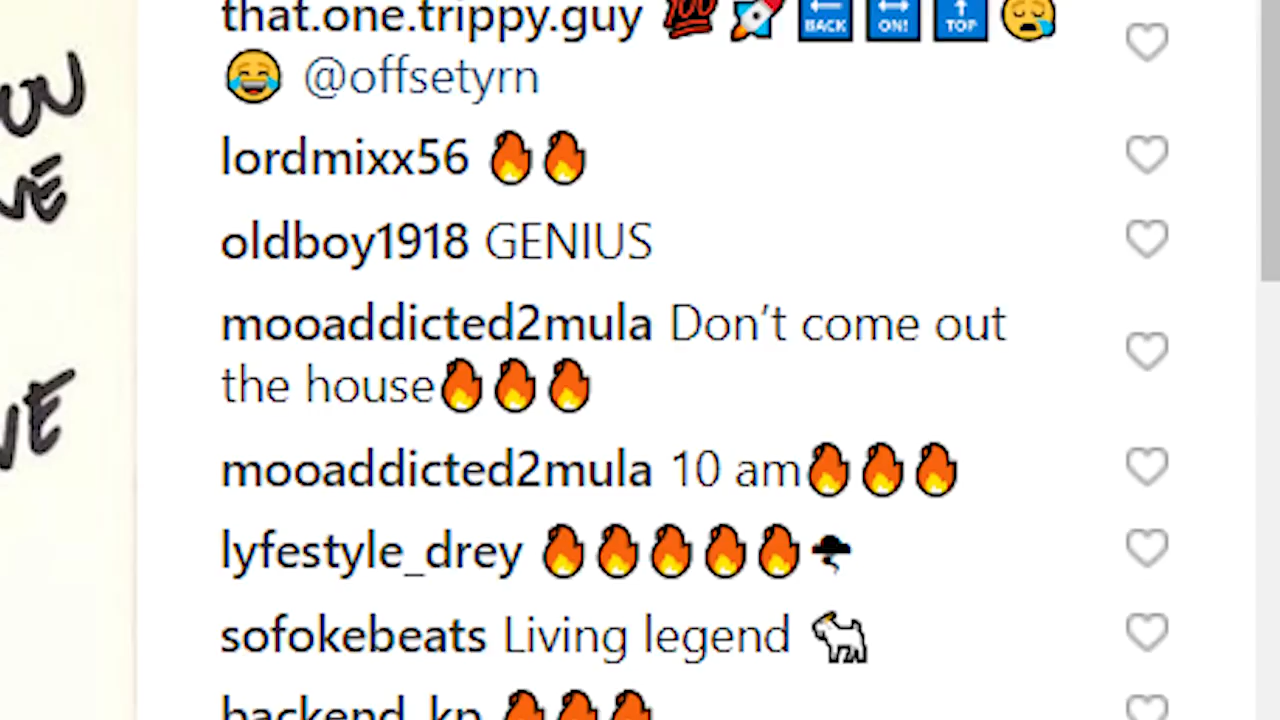 that.one.trippy.guy 💯🚀🔙🔛🔝😪
😂 @offsetyrn
lordmixx56 🔥🔥
oldboy1918 GENIUS
mooaddicted2mula Don't come out
the house🔥🔥🔥
mooaddicted2mula 10 am🔥🔥🔥
lyfestyle_drey 🔥🔥🔥🔥🔥🌪
sofokebeats Living legend 🐐
backend_kp 🔥🔥🔥